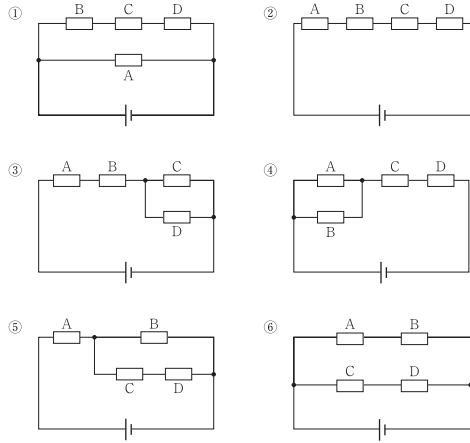 ① B C D
A
② A B C D
③ A B C
D
④ A C D
B
⑤ A B
C D
⑥ A B
C D